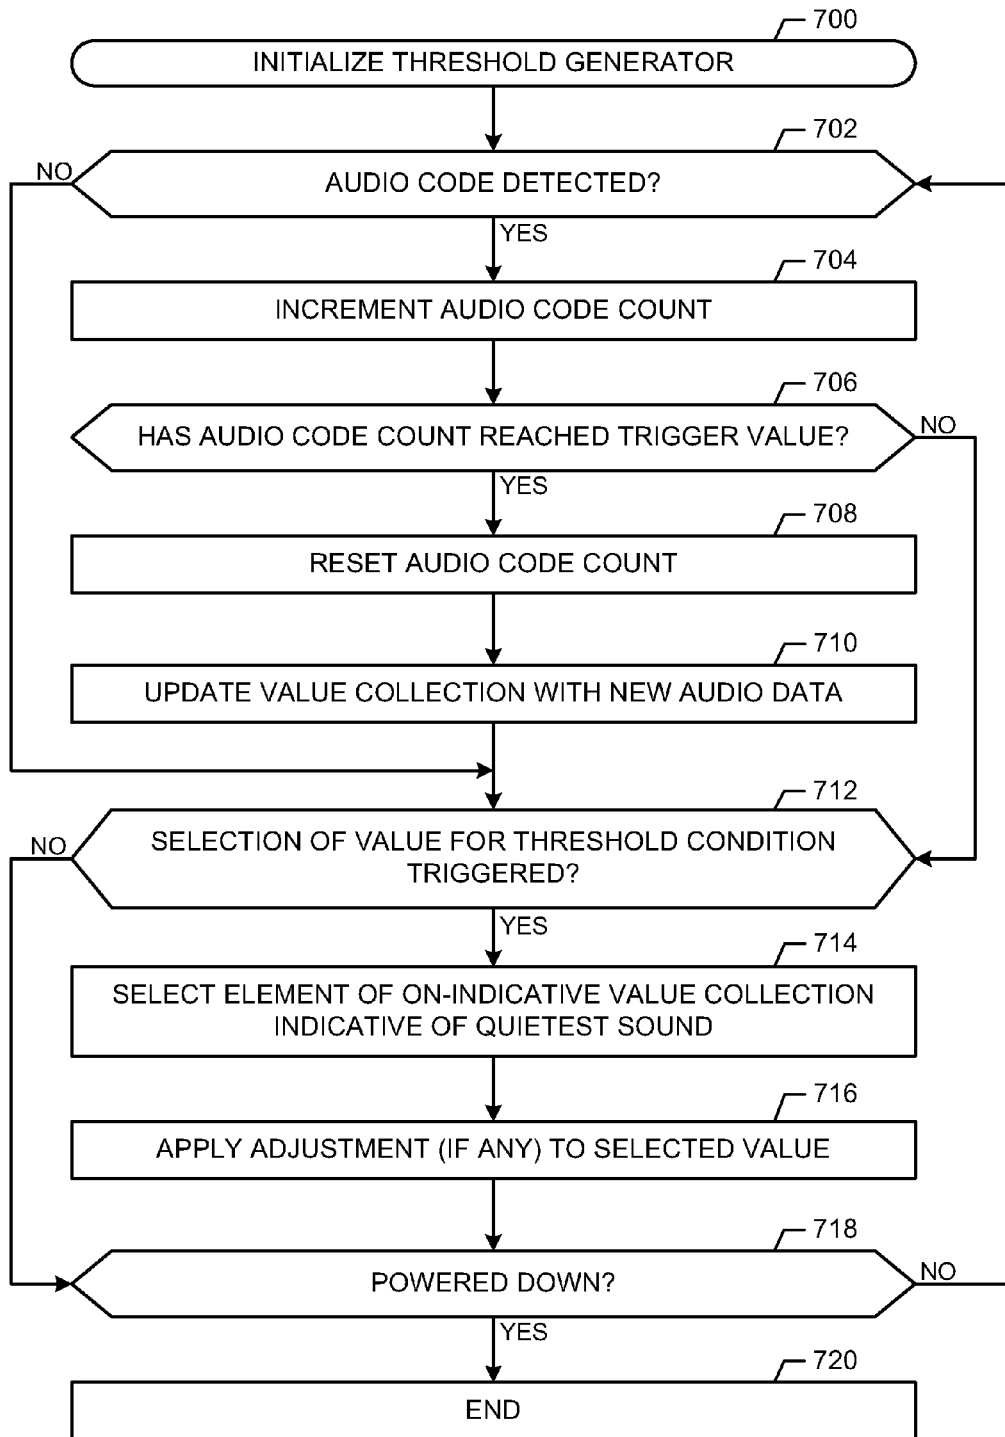 700
INITIALIZE THRESHOLD GENERATOR
702
NO
AUDIO CODE DETECTED?
YES
704
INCREMENT AUDIO CODE COUNT
706
HAS AUDIO CODE COUNT REACHED TRIGGER VALUE?
NO
YES
708
RESET AUDIO CODE COUNT
710
UPDATE VALUE COLLECTION WITH NEW AUDIO DATA
712
NO
SELECTION OF VALUE FOR THRESHOLD CONDITION
TRIGGERED?
YES
714
SELECT ELEMENT OF ON-INDICATIVE VALUE COLLECTION
INDICATIVE OF QUIETEST SOUND
716
APPLY ADJUSTMENT (IF ANY) TO SELECTED VALUE
718
POWERED DOWN?
NO
YES
720
END